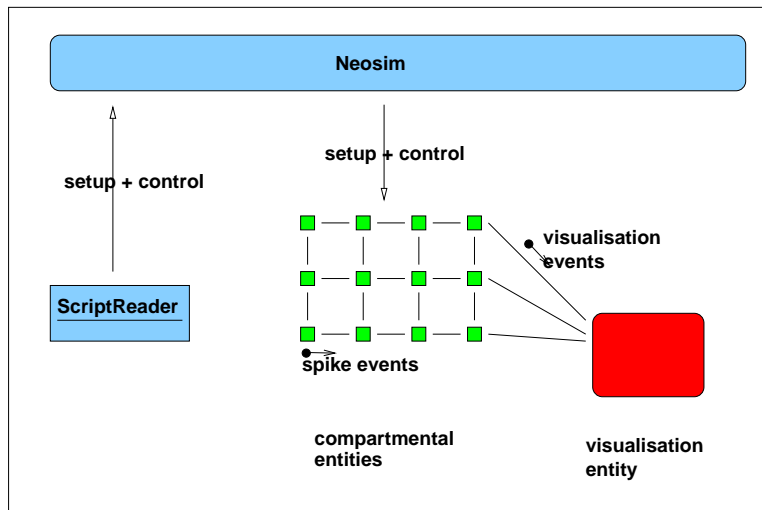 Neosim
setup + control
setup + control
visualisation
events
ScriptReader
spike events
compartmental
entities
visualisation
entity